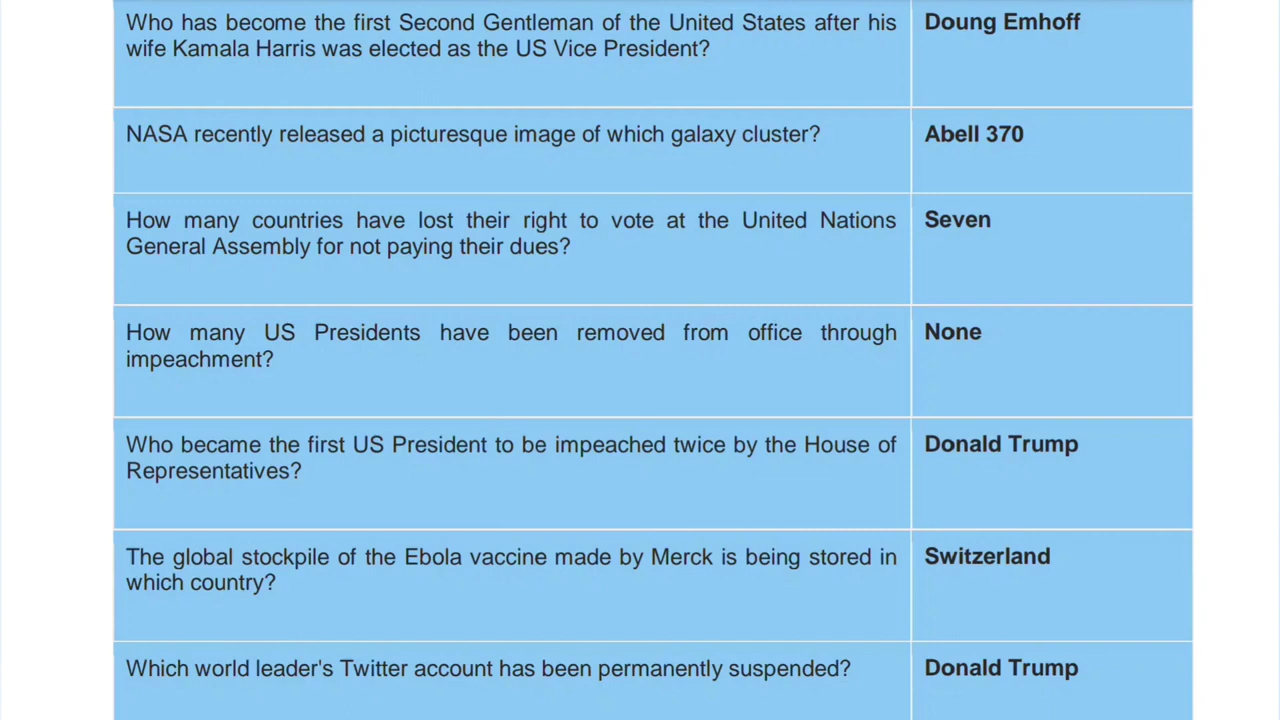 Who has become the first Second Gentleman of the United States after his
wife Kamala Harris was elected as the US Vice President?
Doung Emhoff
NASA recently released a picturesque image of which galaxy cluster?
Abell 370
How many countries have lost their right to vote at the United Nations
General Assembly for not paying their dues?
Seven
How many US Presidents have been removed from office through
impeachment?
None
Who became the first US President to be impeached twice by the House of
Representatives?
Donald Trump
The global stockpile of the Ebola vaccine made by Merck is being stored in
which country?
Switzerland
Which world leader's Twitter account has been permanently suspended?
Donald Trump